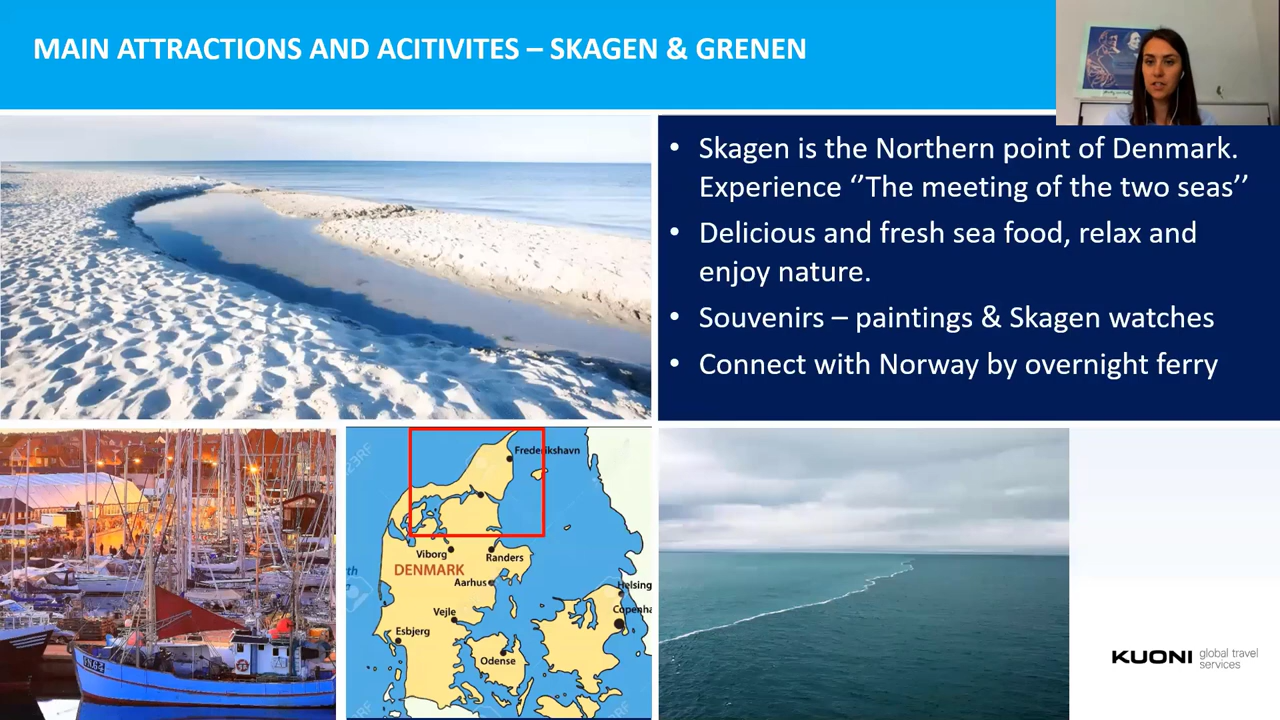 MAIN ATTRACTIONS AND ACITIVITES – SKAGEN & GRENEN
• Skagen is the Northern point of Denmark.
Experience ‘’The meeting of the two seas’’
• Delicious and fresh sea food, relax and
enjoy nature.
• Souvenirs – paintings & Skagen watches
• Connect with Norway by overnight ferry
Frederikshavn
Viborg
Randers
DENMARK
Aarhus
Helsing
Vejle
Copenha
Esbjerg
Odense
KUONI global travel
services